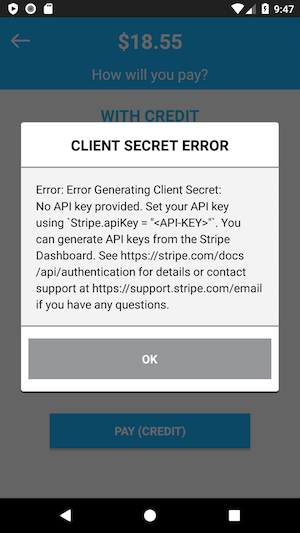 9:47
$18.55
How will you pay?
WITH CREDIT
CLIENT SECRET ERROR
Error: Error Generating Client Secret:
No API key provided. Set your API key
using `Stripe.apiKey = "<API-KEY>"`. You
can generate API keys from the Stripe
Dashboard. See https://stripe.com/docs
/api/authentication for details or contact
support at https://support.stripe.com/email
if you have any questions.
OK
PAY (CREDIT)